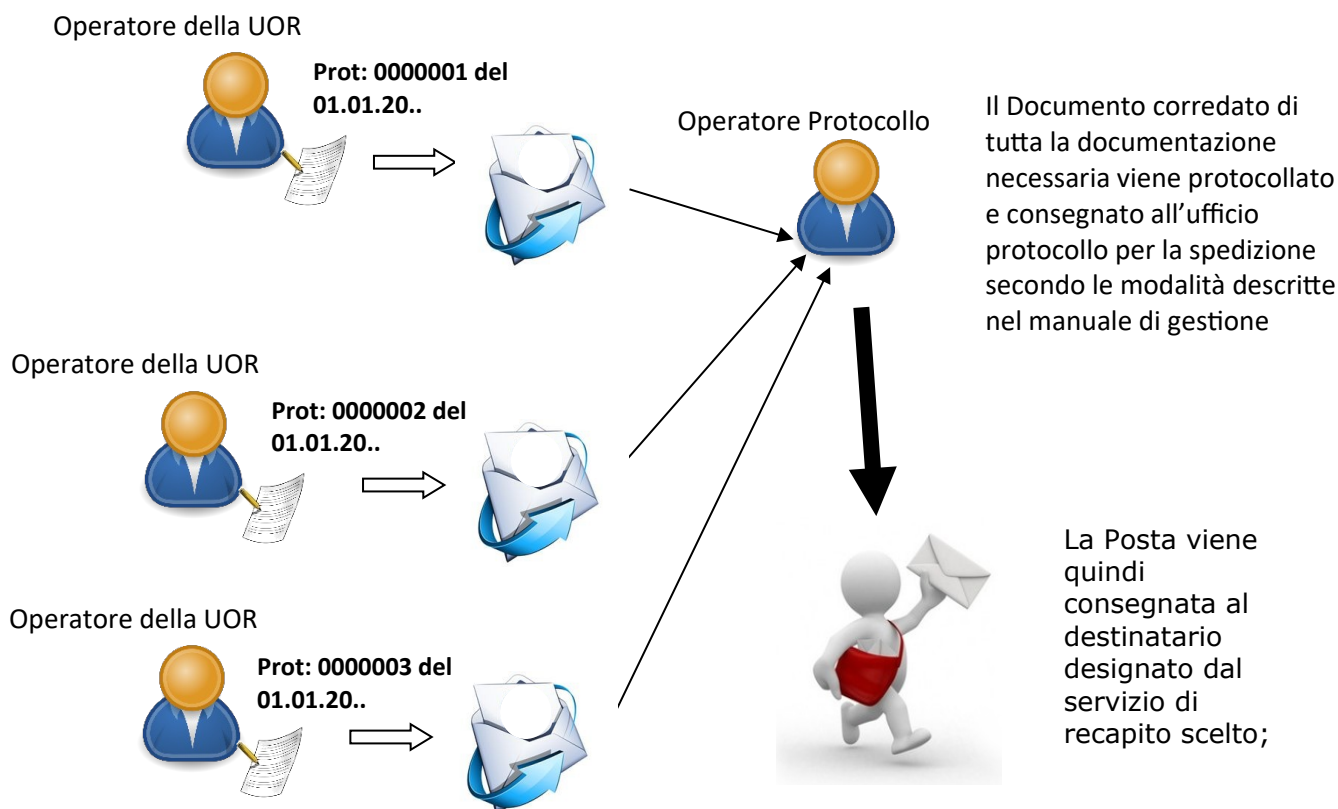 Operatore della UOR
Prot: 0000001 del
01.01.20..
Operatore Protocollo
Il Documento corredato di
tutta la documentazione
necessaria viene protocollato
e consegnato all’ufficio
protocollo per la spedizione
secondo le modalità descritte
nel manuale di gestione
Operatore della UOR
Prot: 0000002 del
01.01.20..
La Posta viene
quindi
consegnata al
destinatario
designato dal
servizio di
recapito scelto;
Operatore della UOR
Prot: 0000003 del
01.01.20..